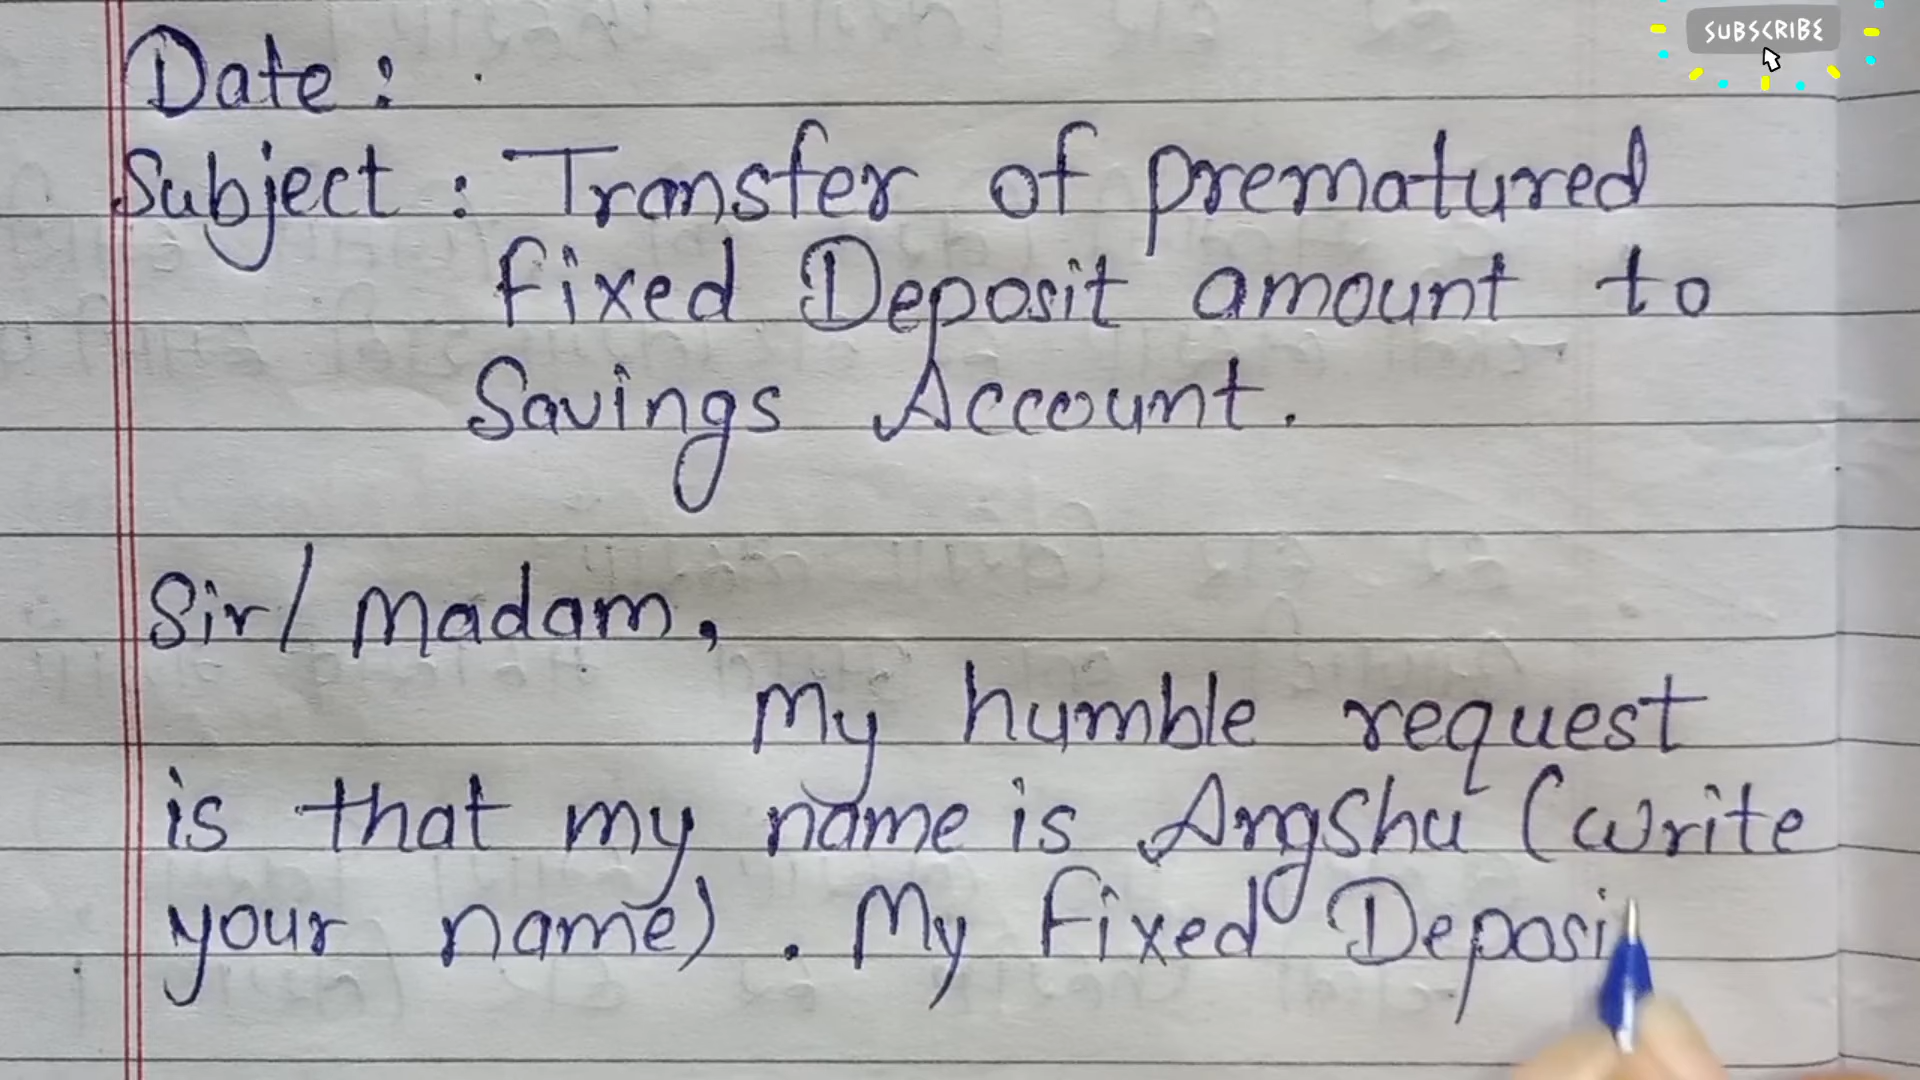 SUBSCRIBE
Date :
Subject : Transfer of prematured
fixed Deposit amount to
Savings Account.
Sir/ Madam,
My humble request
is that my name is Angshu (write
your name) . My fixed Deposi